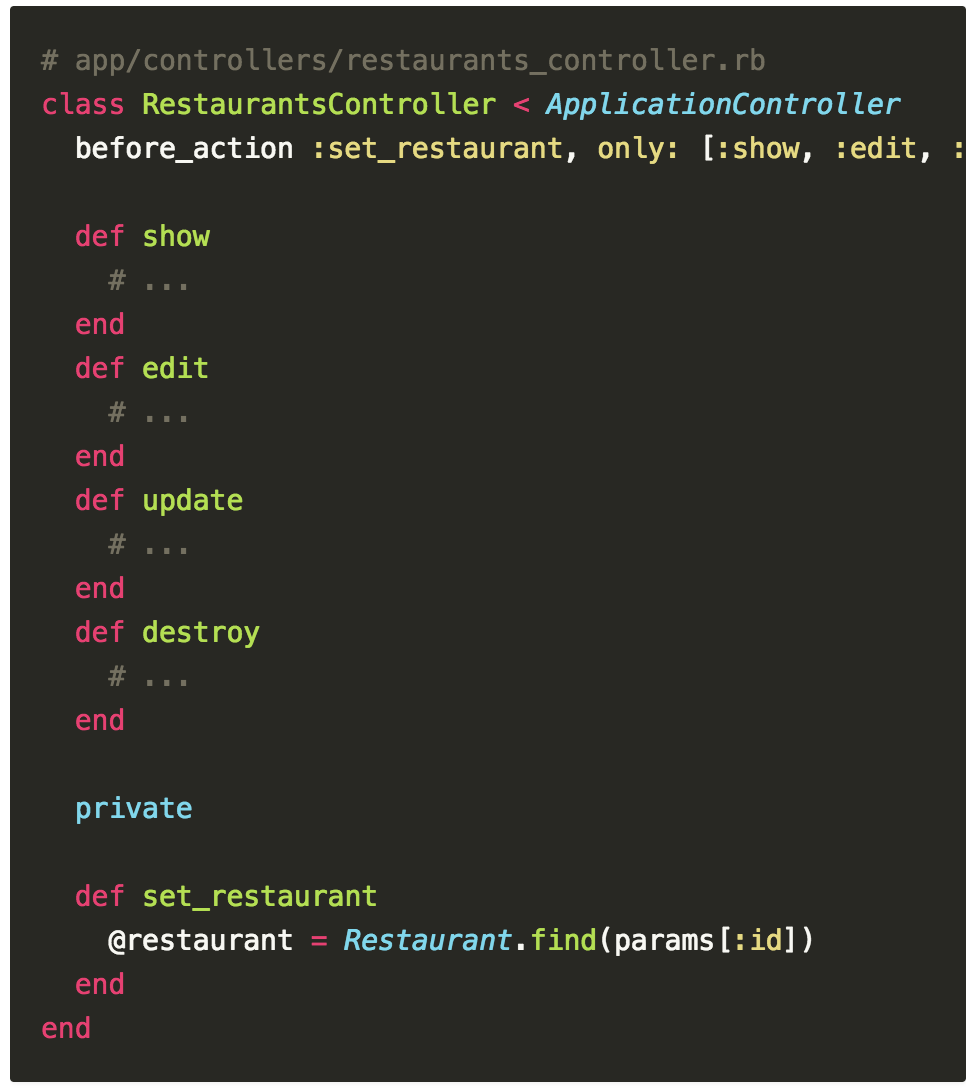 # app/controllers/restaurants_controller.rb
class RestaurantsController < ApplicationController
  before_action :set_restaurant, only: [:show, :edit, :

  def show
    # ...
  end
  def edit
    # ...
  end
  def update
    # ...
  end
  def destroy
    # ...
  end

  private

  def set_restaurant
    @restaurant = Restaurant.find(params[:id])
  end
end